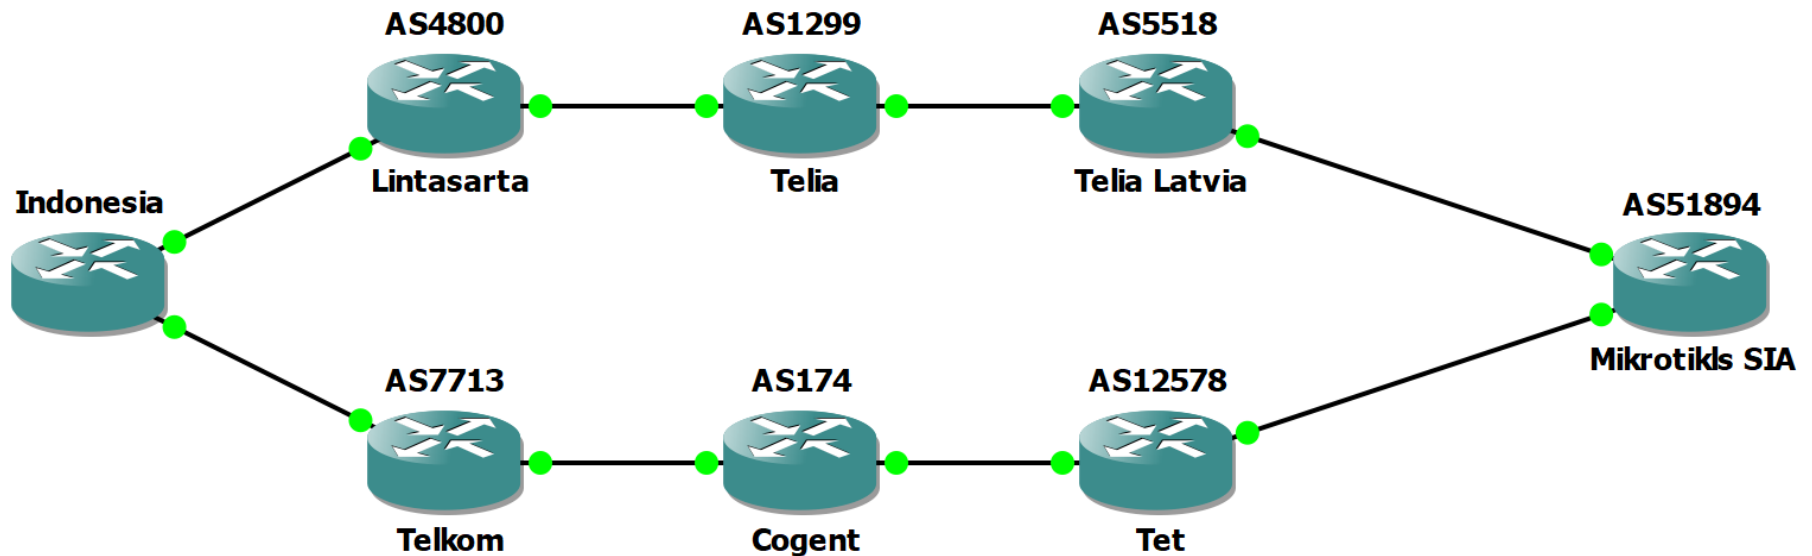 AS4800
AS1299
AS5518
Lintasarta
Telia
Telia Latvia
Indonesia
AS51894
Mikrotikls SIA
AS7713
AS174
AS12578
Telkom
Cogent
Tet